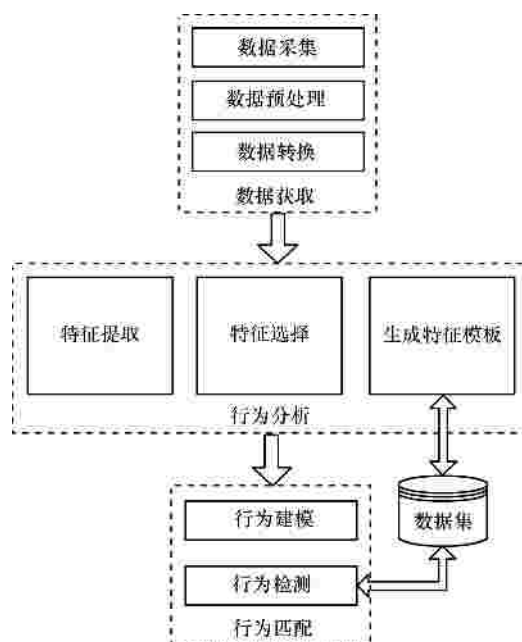 数据采集
数据预处理
数据转换
数据获取
特征提取
特征选择
生成特征模板
行为分析
数据集
行为建模
行为检测
行为匹配